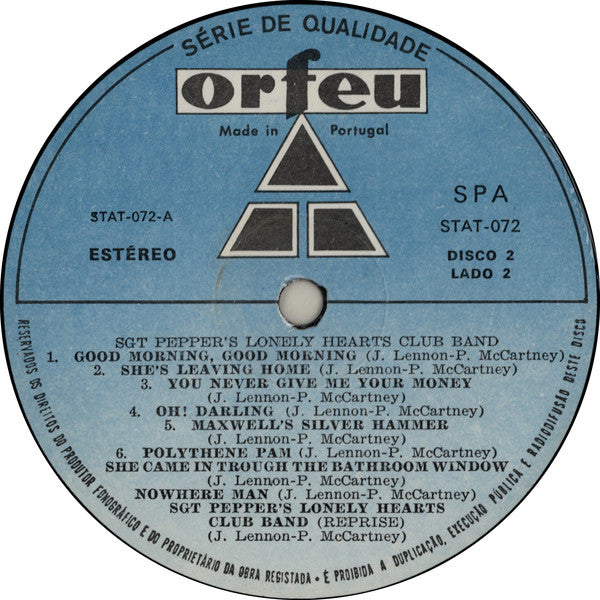 SÉRIE DE QUALIDADE
orfeu
Made in Portugal
STAT-072-A
ESTÉREO
SPA
STAT-072
DISCO 2
LADO 2
SGT PEPPER'S LONELY HEARTS CLUB BAND
1. GOOD MORNING, GOOD MORNING (J. Lennon-P. McCartney)
2. SHE'S LEAVING HOME (J. Lennon-P. McCartney)
3. YOU NEVER GIVE ME YOUR MONEY
(J. Lennon-P. McCartney)
4. OH! DARLING (J. Lennon-P. McCartney)
5. MAXWELL'S SILVER HAMMER
(J. Lennon-P. McCartney)
6. POLYTHENE PAM (J. Lennon-P. McCartney)
SHE CAME IN TROUGH THE BATHROOM WINDOW
(J. Lennon-P. McCartney)
NOWHERE MAN (J. Lennon-P. McCartney)
SGT PEPPER'S LONELY HEARTS
CLUB BAND (REPRISE)
(J. Lennon-P. McCartney)
RESERVADOS OS DIREITOS DO PRODUTOR FONOGRÁFICO E DO PROPRIETÁRIO DA OBRA REGISTADA • É PROIBIDA A DUPLICAÇÃO, EXECUÇÃO PÚBLICA E RADIODIFUSÃO DESTE DISCO